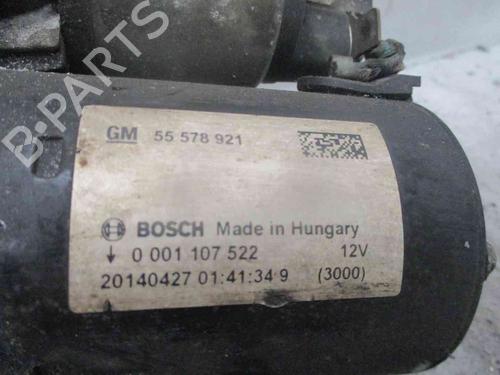 GM 55 578 921
BOSCH Made in Hungary
0 001 107 522 12V
20140427 01:41:34 9 (3000)
B-PARTS